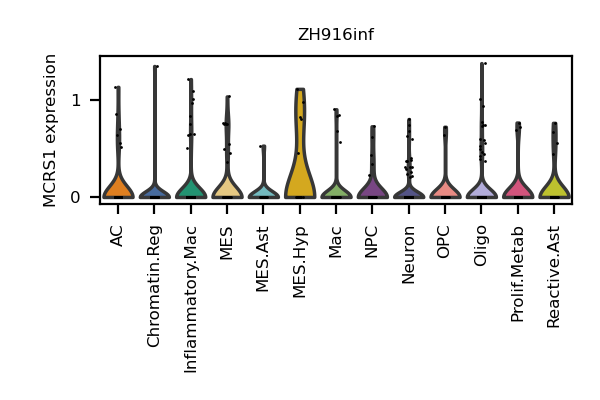 ZH916inf
MCRS1 expression
1
0
AC
Chromatin.Reg
Inflammatory.Mac
MES
MES.Ast
MES.Hyp
Mac
NPC
Neuron
OPC
Oligo
Prolif.Metab
Reactive.Ast